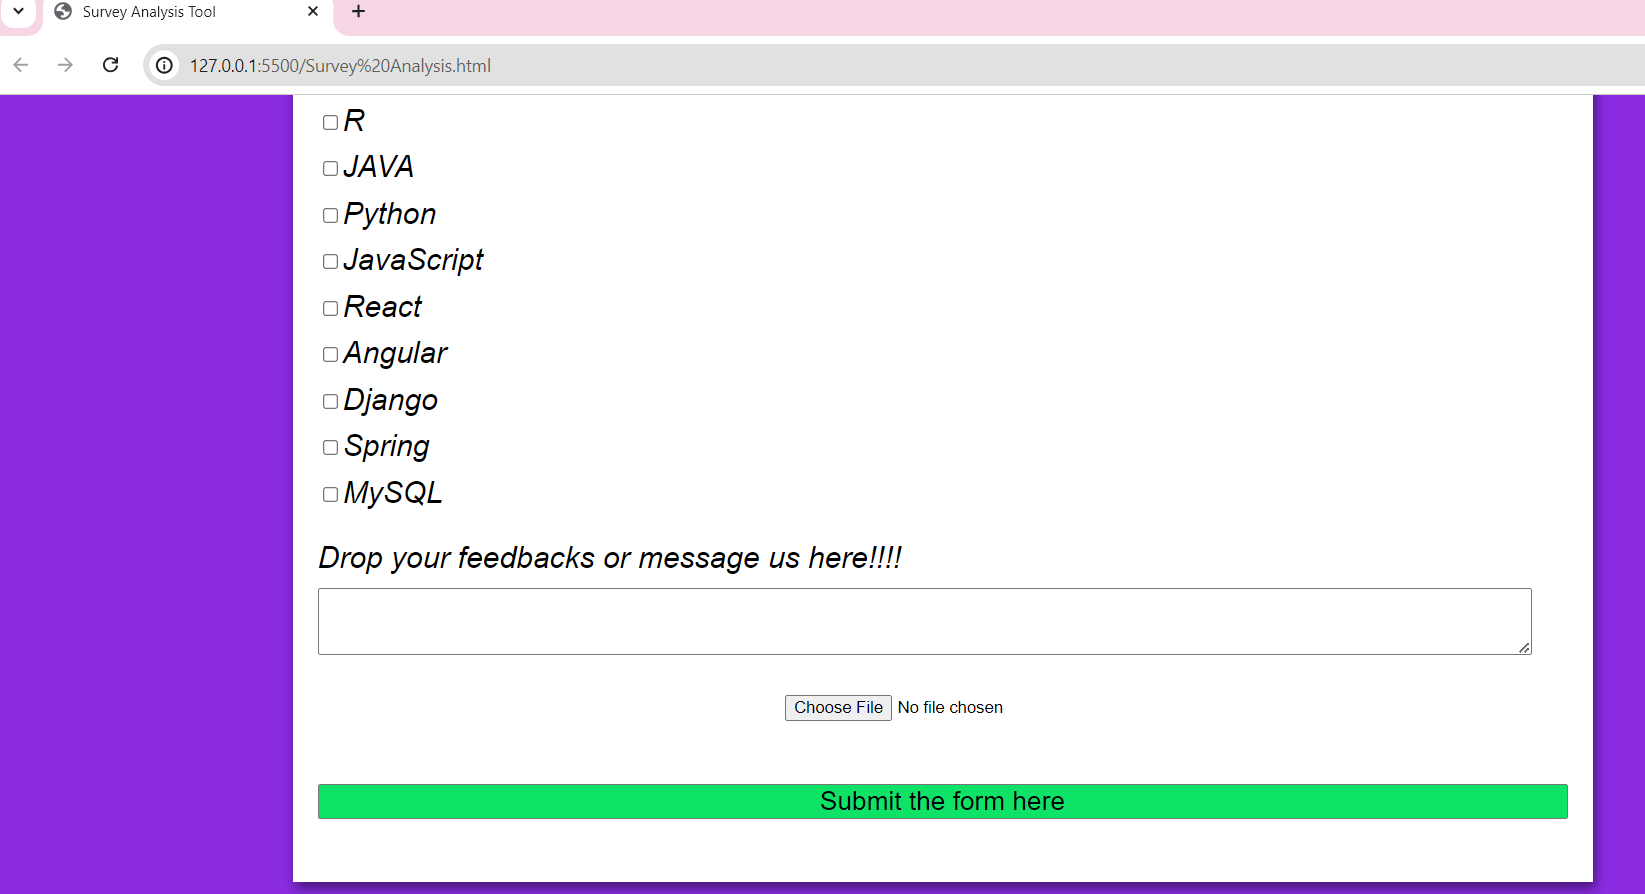 Survey Analysis Tool
127.0.0.1:5500/Survey%20Analysis.html
R
JAVA
Python
JavaScript
React
Angular
Django
Spring
MySQL
Drop your feedbacks or message us here!!!!
Choose File No file chosen
Submit the form here